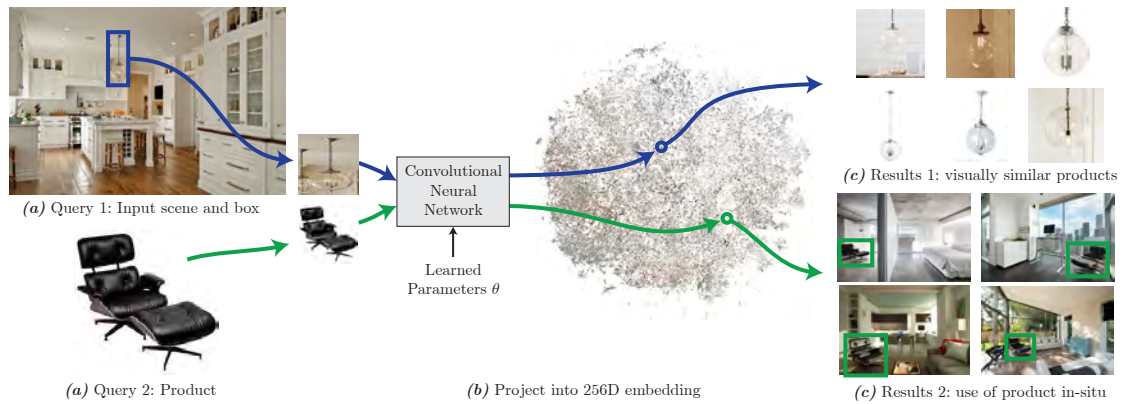 (a) Query 1: Input scene and box
(a) Query 2: Product
Convolutional
Neural
Network
Learned
Parameters θ
(b) Project into 256D embedding
(c) Results 1: visually similar products
(c) Results 2: use of product in-situ